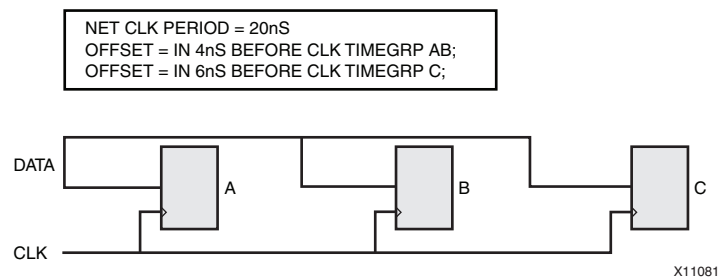 NET CLK PERIOD = 20nS
OFFSET = IN 4nS BEFORE CLK TIMEGRP AB;
OFFSET = IN 6nS BEFORE CLK TIMEGRP C;
DATA
A
B
C
CLK
X11081